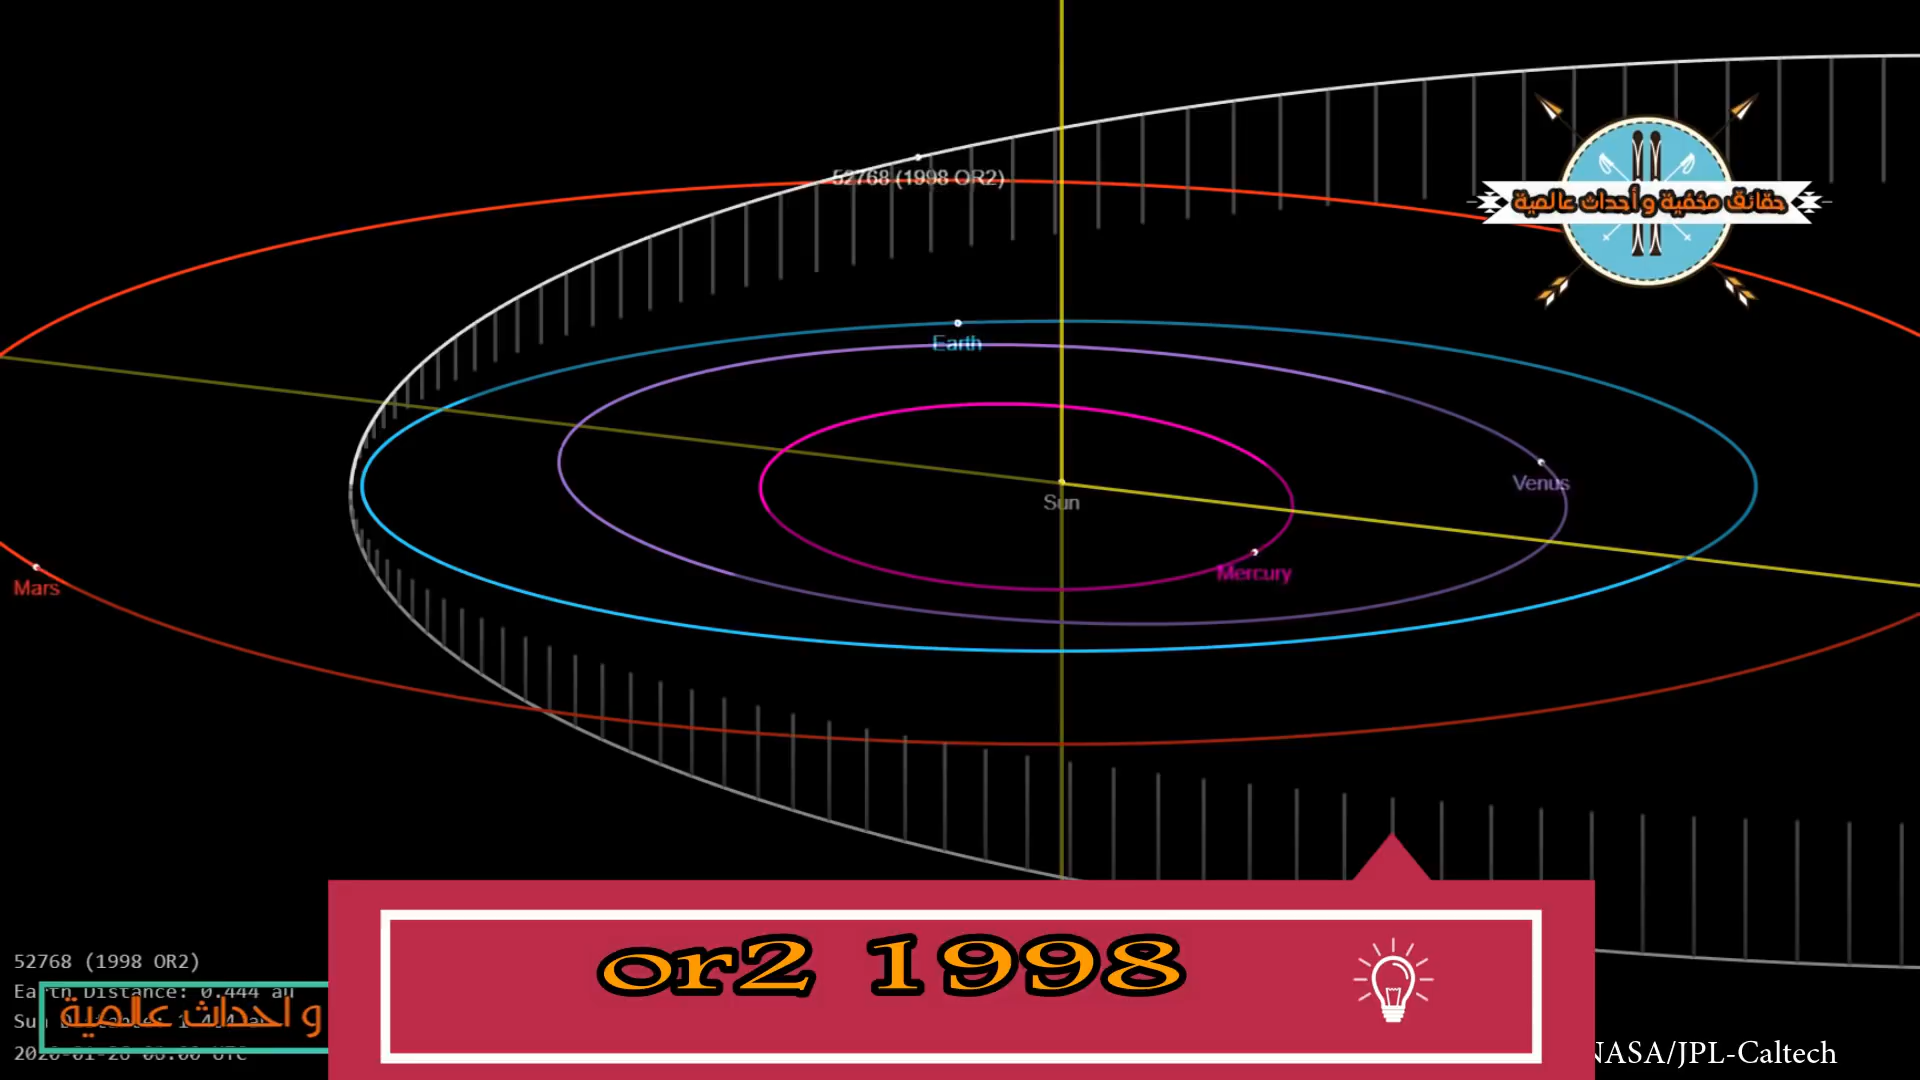 52768 (1998 OR2)
حقائق مخفية و أحداث عالمية
Earth
Venus
Sun
Mercury
Mars
or2 1998
52768 (1998 OR2)
Earth Distance: 0.444 au
و احداث عالمية
NASA/JPL-Caltech